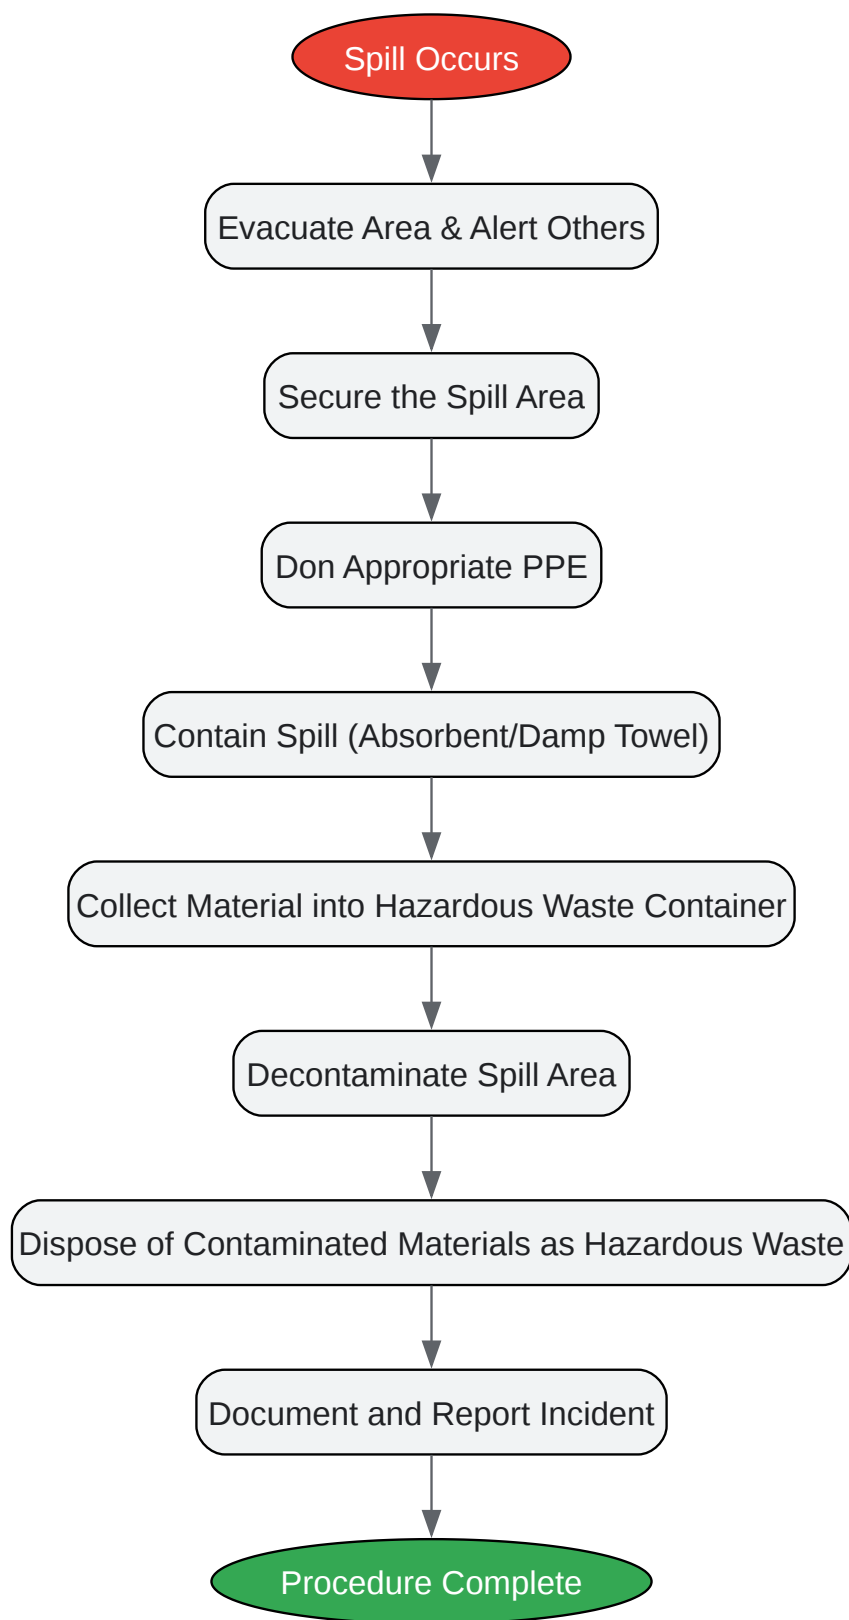 Spill Occurs
Evacuate Area & Alert Others
Secure the Spill Area
Don Appropriate PPE
Contain Spill (Absorbent/Damp Towel)
Collect Material into Hazardous Waste Container
Decontaminate Spill Area
Dispose of Contaminated Materials as Hazardous Waste
Document and Report Incident
Procedure Complete